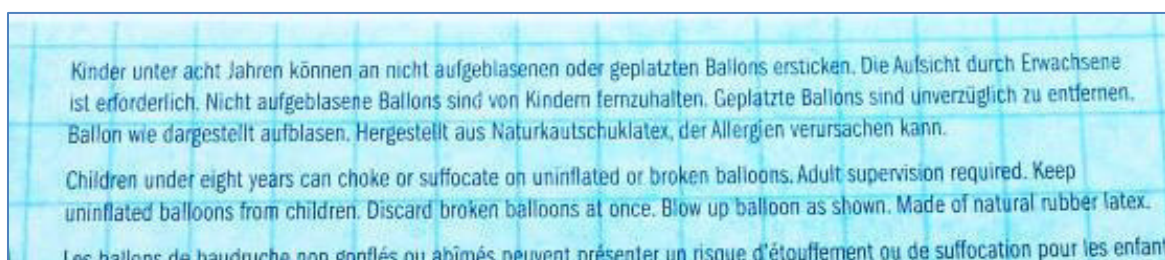 Kinder unter acht Jahren können an nicht aufgeblasenen oder geplatzten Ballons ersticken. Die Aufsicht durch Erwachsene
ist erforderlich. Nicht aufgeblasene Ballons sind von Kindern fernzuhalten. Geplatzte Ballons sind unverzüglich zu entfernen.
Ballon wie dargestellt aufblasen. Hergestellt aus Naturkautschuklatex, der Allergien verursachen kann.
Children under eight years can choke or suffocate on uninflated or broken balloons. Adult supervision required. Keep
uninflated balloons from children. Discard broken balloons at once. Blow up balloon as shown. Made of natural rubber latex.
Les ballons de baudruche non gonflés ou abîmés peuvent présenter un risque d'étouffement ou de suffocation pour les enfant